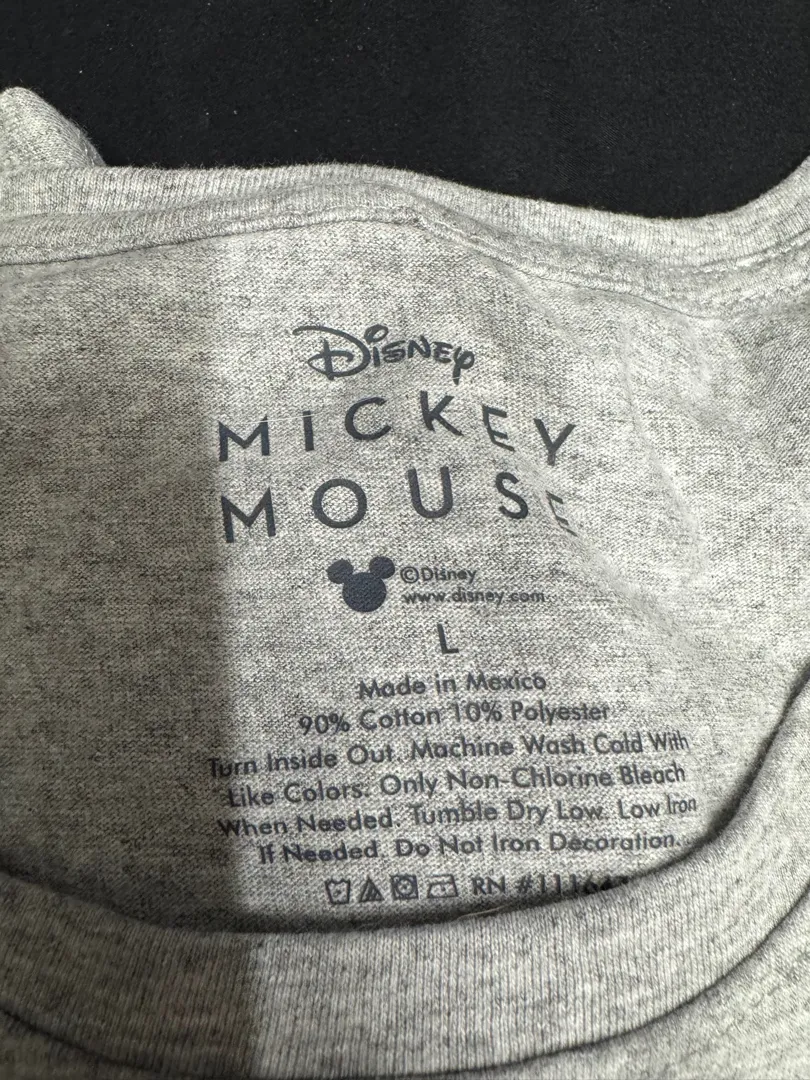 Disney
MICKEY
MOUSE
©Disney
www.disney.com
L
Made in Mexico
90% Cotton 10% Polyester
Turn Inside Out. Machine Wash Cold With
Like Colors. Only Non-Chlorine Bleach
When Needed. Tumble Dry Low. Low Iron
If Needed. Do Not Iron Decoration.
RN